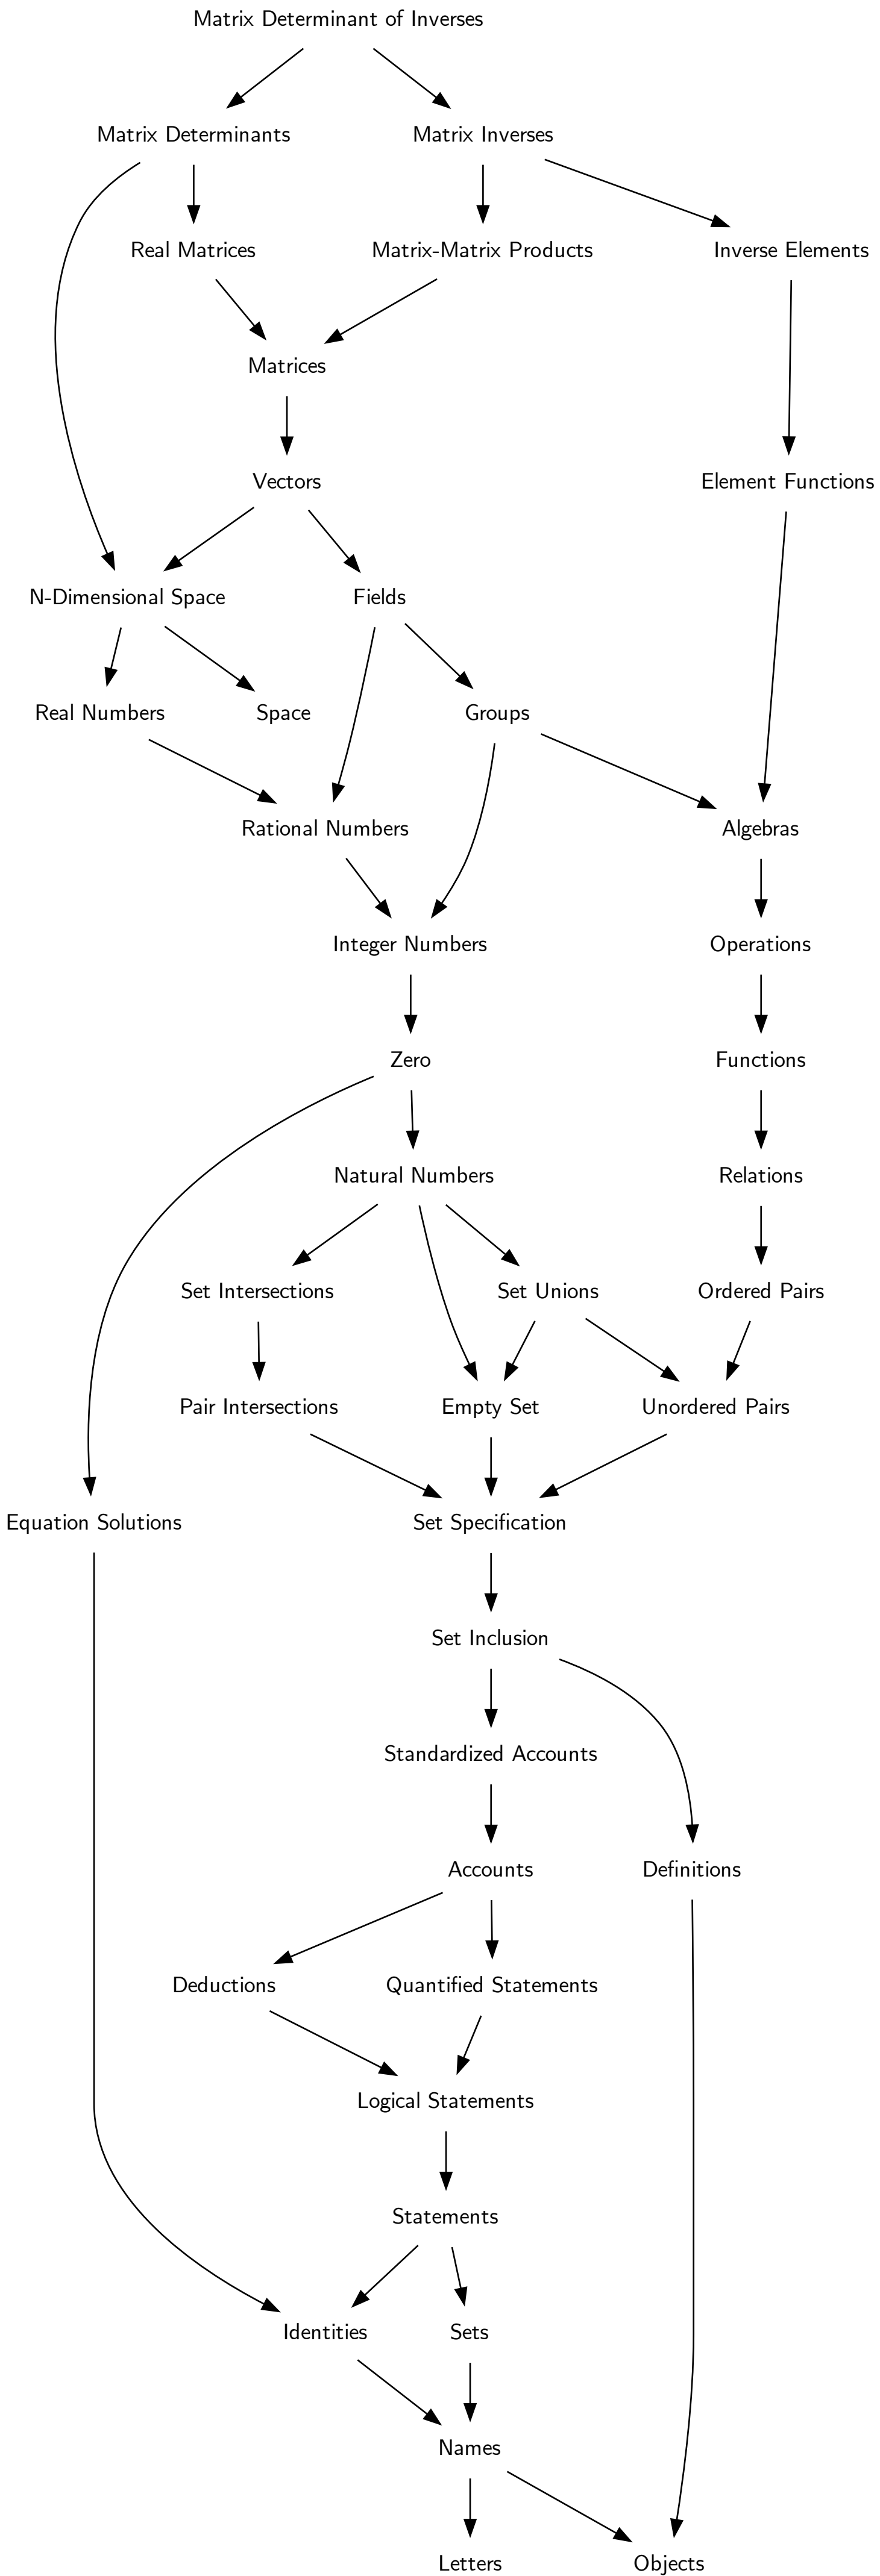 Matrix Determinant of Inverses
Matrix Determinants
Matrix Inverses
Real Matrices
Matrix-Matrix Products
Inverse Elements
Matrices
Vectors
Element Functions
N-Dimensional Space
Fields
Real Numbers
Space
Groups
Rational Numbers
Algebras
Integer Numbers
Operations
Zero
Functions
Natural Numbers
Relations
Set Intersections
Set Unions
Ordered Pairs
Pair Intersections
Empty Set
Unordered Pairs
Equation Solutions
Set Specification
Set Inclusion
Standardized Accounts
Accounts
Definitions
Deductions
Quantified Statements
Logical Statements
Statements
Identities
Sets
Names
Letters
Objects